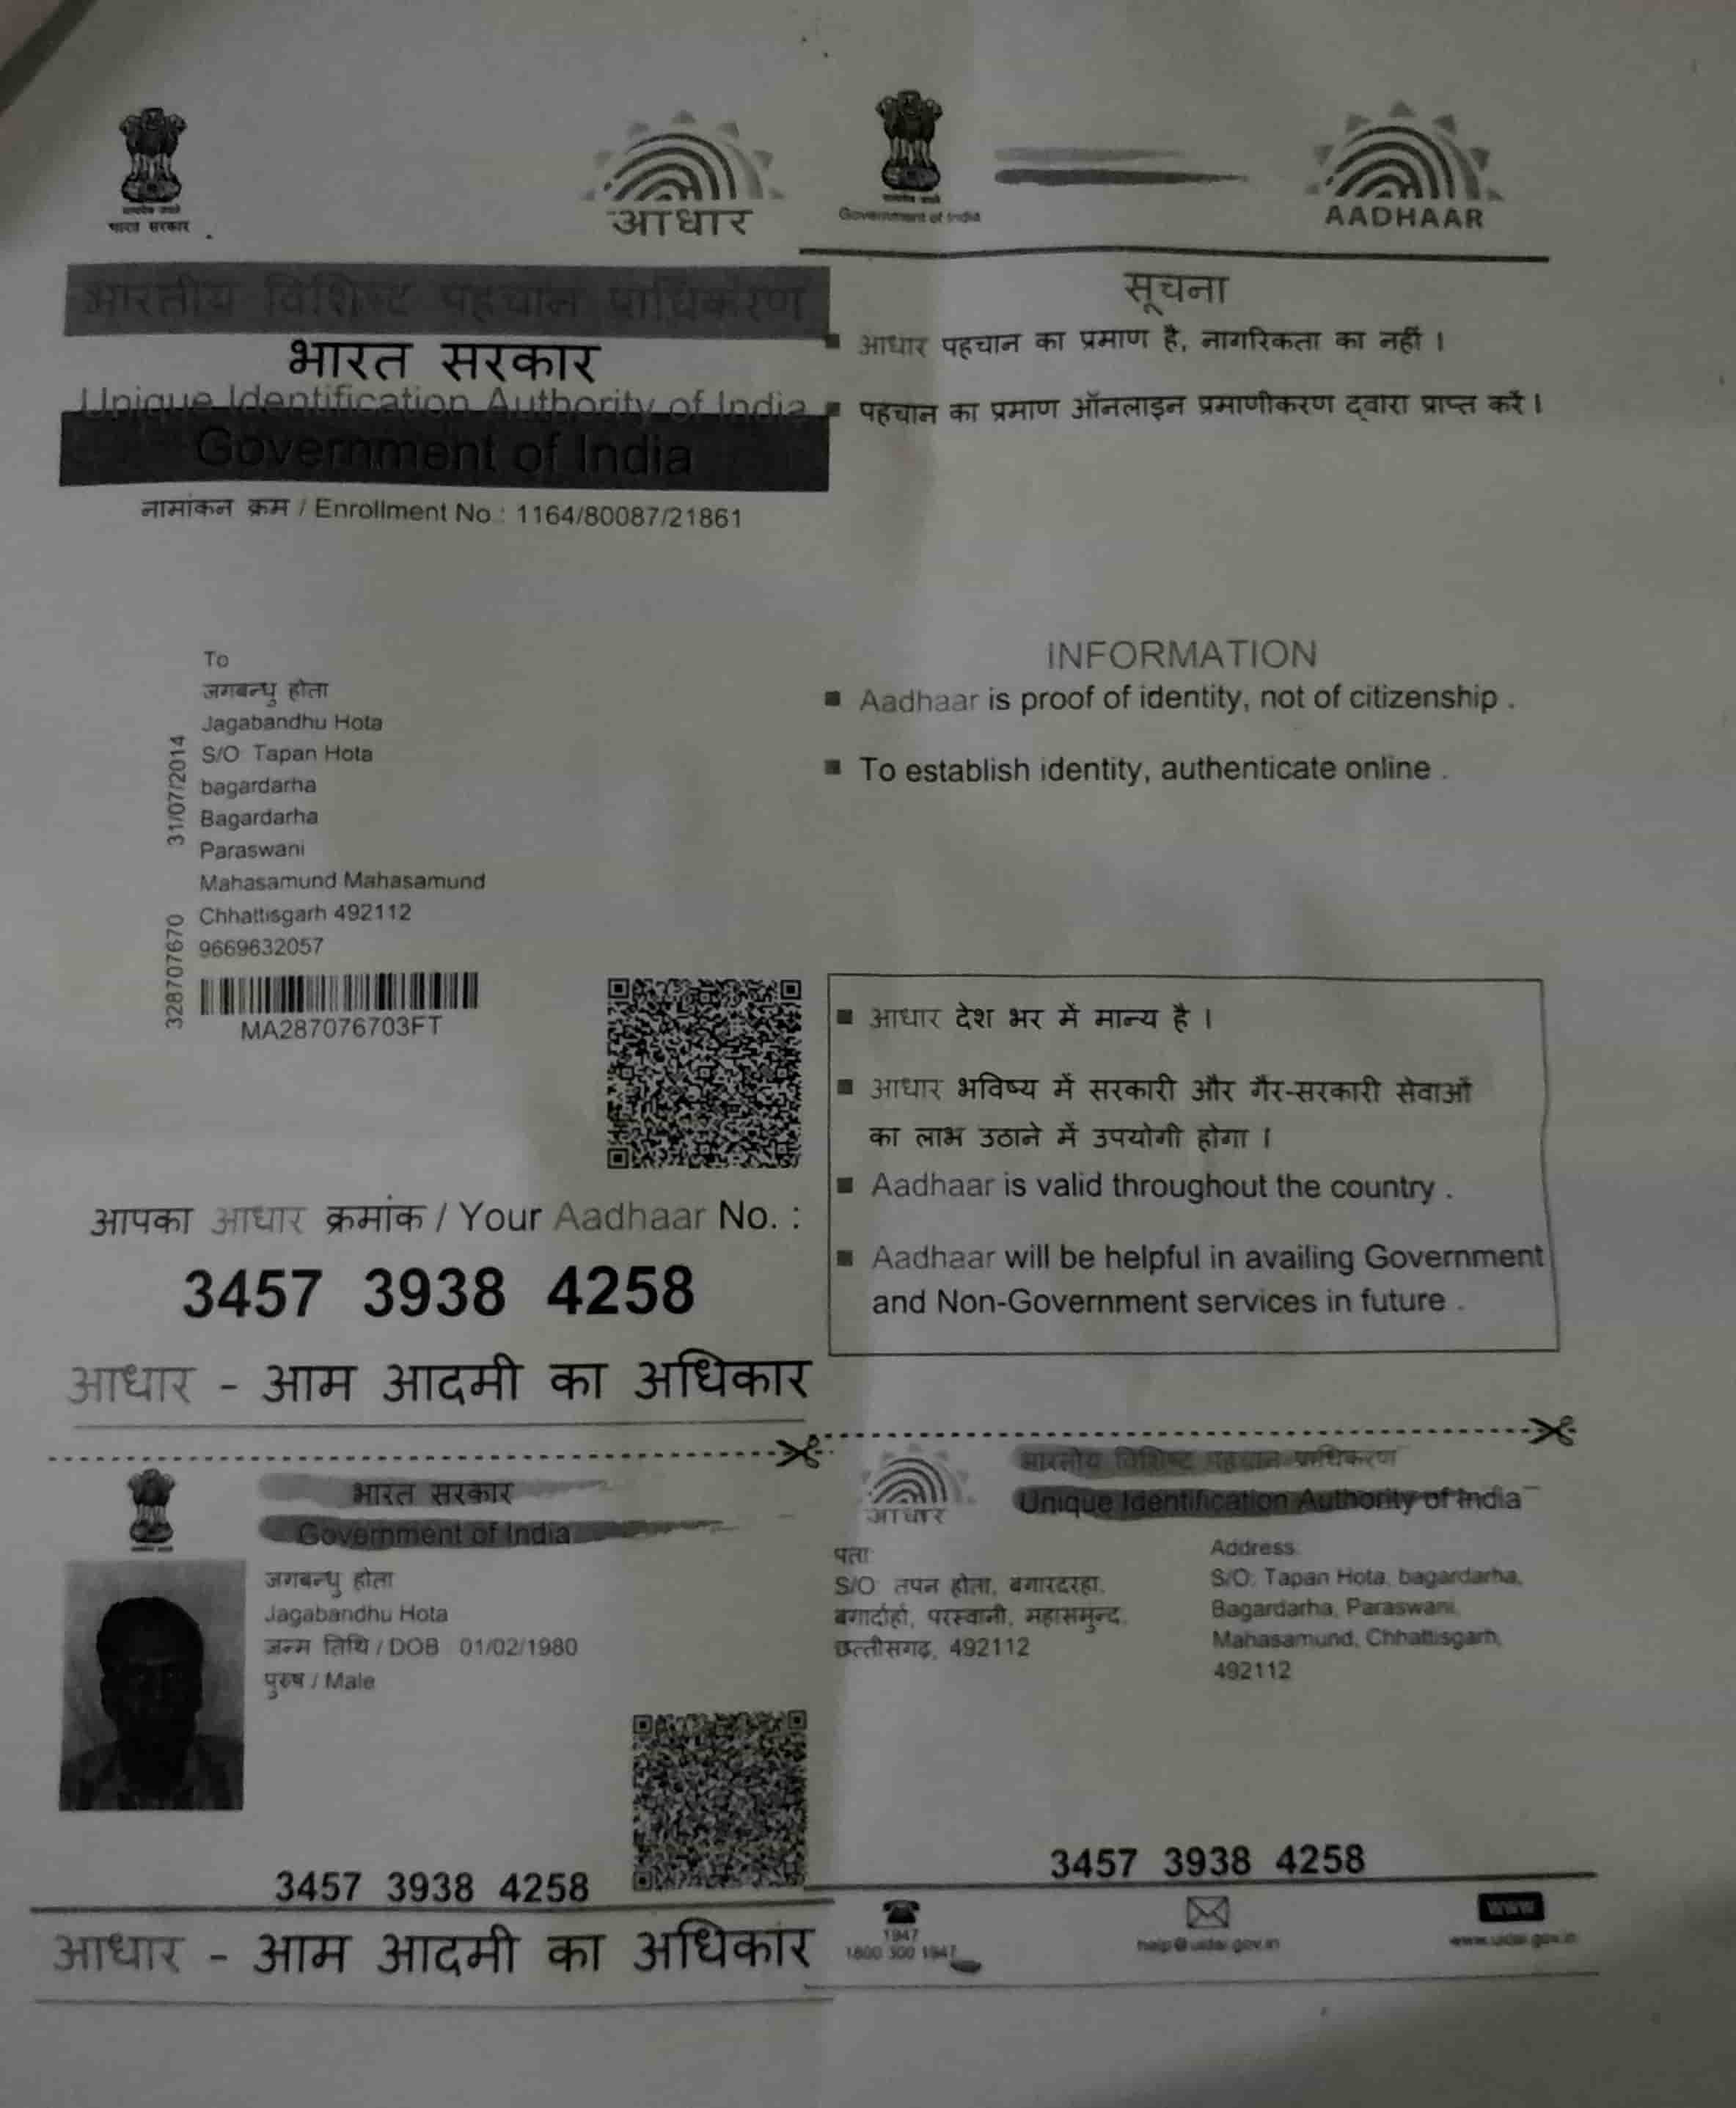 भारत सरकार
आधार
भारतीय विशिष्ट पहचान प्राधिकरण
भारत सरकार
Unique Identification Authority of India
Government of India
नामांकन क्रम / Enrollment No.: 1164/80087/21861
To
जगबन्धु होता
Jagabandhu Hota
S/O Tapan Hota
bagardarha
Bagardarha
Paraswani
Mahasamund Mahasamund
Chhattisgarh 492112
9669632057
31/07/2014
328707670
MA287076703FT
आपका आधार क्रमांक / Your Aadhaar No. :
3457 3938 4258
आधार - आम आदमी का अधिकार
Government of India
AADHAAR
सूचना
■ आधार पहचान का प्रमाण है, नागरिकता का नहीं ।
■ पहचान का प्रमाण ऑनलाइन प्रमाणीकरण द्वारा प्राप्त करें ।
INFORMATION
■ Aadhaar is proof of identity, not of citizenship .
■ To establish identity, authenticate online .
■ आधार देश भर में मान्य है ।
■ आधार भविष्य में सरकारी और गैर-सरकारी सेवाओं
का लाभ उठाने में उपयोगी होगा ।
■ Aadhaar is valid throughout the country .
■ Aadhaar will be helpful in availing Government
and Non-Government services in future .
भारत सरकार
Government of India
जगबन्धु होता
Jagabandhu Hota
जन्म तिथि / DOB 01/02/1980
पुरुष / Male
3457 3938 4258
आधार - आम आदमी का अधिकार
आधार
भारतीय विशिष्ट पहचान प्राधिकरण
Unique Identification Authority of India
पता:
S/O: तपन होता, बगारदरहा,
बगार्दाहा, परस्वानी, महासमुन्द,
छत्तीसगढ़, 492112
Address:
S/O: Tapan Hota, bagardarha,
Bagardarha, Paraswani,
Mahasamund, Chhattisgarh,
492112
3457 3938 4258
1947
1800 300 1947
help@uidai.gov.in
www
www.uidai.gov.in